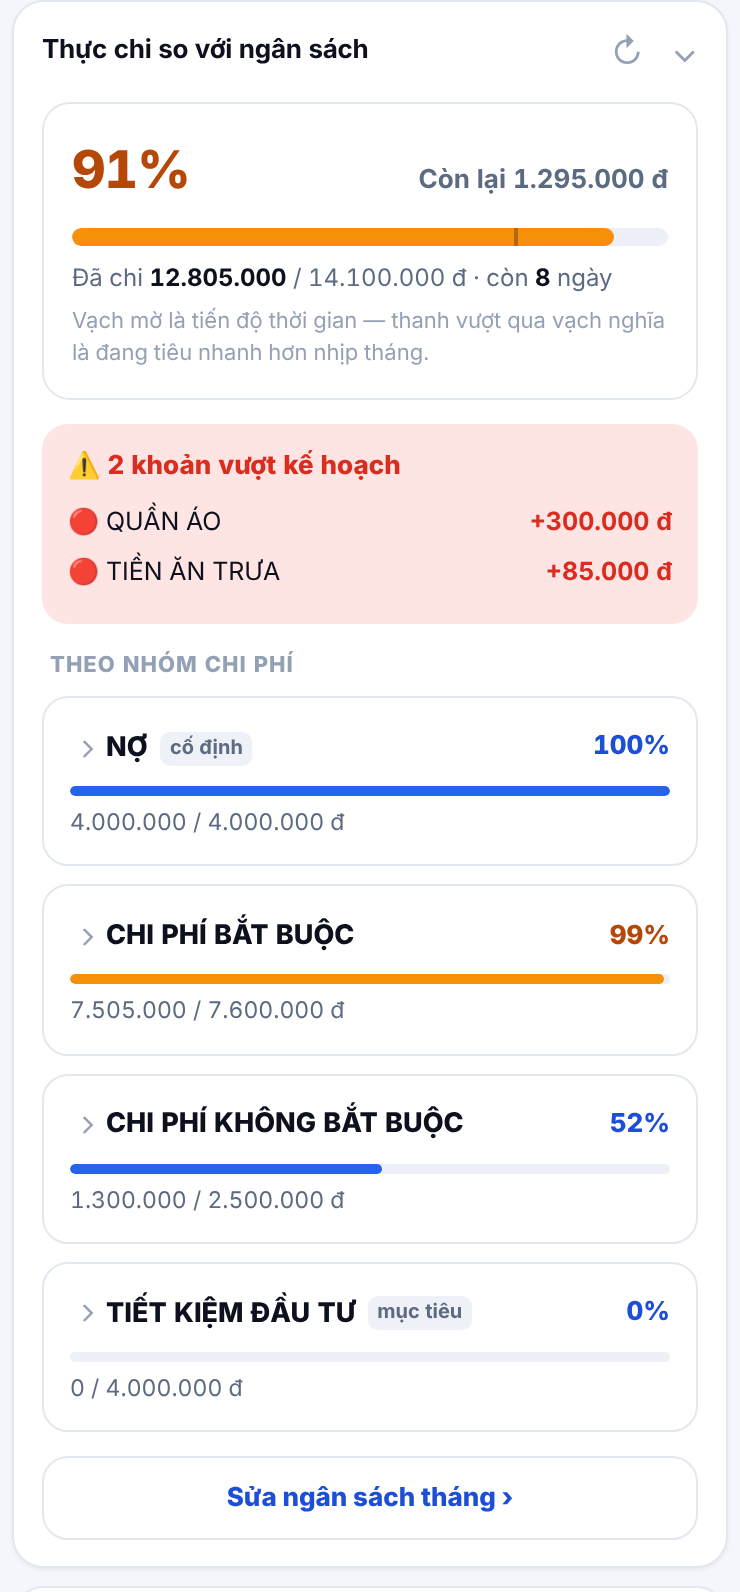 Thực chi so với ngân sách
91%
Còn lại 1.295.000 đ
Đã chi 12.805.000 / 14.100.000 đ · còn 8 ngày
Vạch mờ là tiến độ thời gian — thanh vượt qua vạch nghĩa
là đang tiêu nhanh hơn nhịp tháng.
⚠️ 2 khoản vượt kế hoạch
🔴 QUẦN ÁO +300.000 đ
🔴 TIỀN ĂN TRƯA +85.000 đ
THEO NHÓM CHI PHÍ
NỢ cố định 100%
4.000.000 / 4.000.000 đ
CHI PHÍ BẮT BUỘC 99%
7.505.000 / 7.600.000 đ
CHI PHÍ KHÔNG BẮT BUỘC 52%
1.300.000 / 2.500.000 đ
TIẾT KIỆM ĐẦU TƯ mục tiêu 0%
0 / 4.000.000 đ
Sửa ngân sách tháng ›